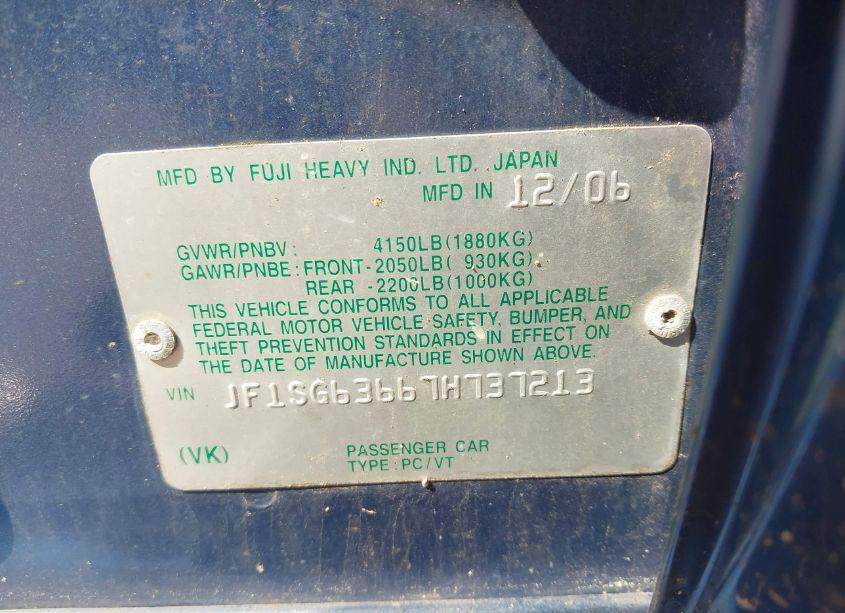 MFD BY FUJI HEAVY IND. LTD. JAPAN
MFD IN 12/06
GVWR/PNBV: 4150LB(1880KG)
GAWR/PNBE: FRONT-2050LB( 930KG)
REAR -2200LB(1000KG)
THIS VEHICLE CONFORMS TO ALL APPLICABLE
FEDERAL MOTOR VEHICLE SAFETY, BUMPER, AND
THEFT PREVENTION STANDARDS IN EFFECT ON
THE DATE OF MANUFACTURE SHOWN ABOVE.
VIN JF1SG63667H737213
(VK) PASSENGER CAR
TYPE: PC/VT